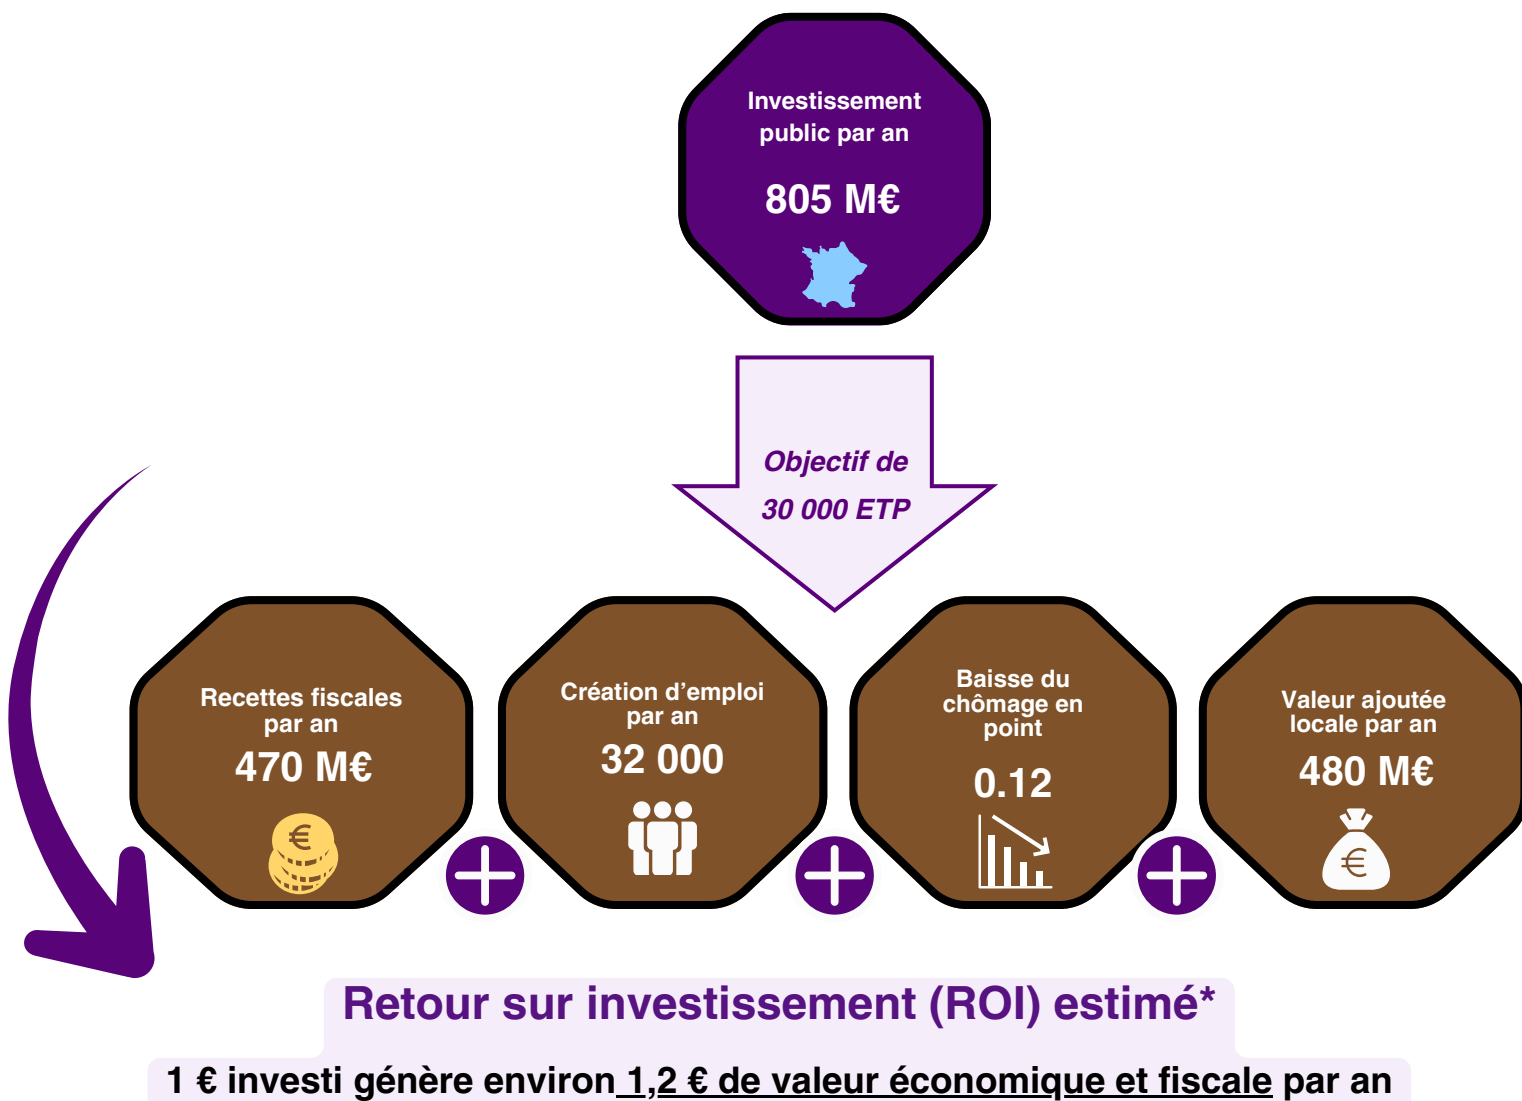 Investissement
public par an
805 M€
Objectif de
30 000 ETP
Recettes fiscales
par an
470 M€
€
Création d’emploi
par an
32 000
Baisse du
chômage en
point
0.12
Valeur ajoutée
locale par an
480 M€
€
Retour sur investissement (ROI) estimé*
1 € investi génère environ 1,2 € de valeur économique et fiscale par an